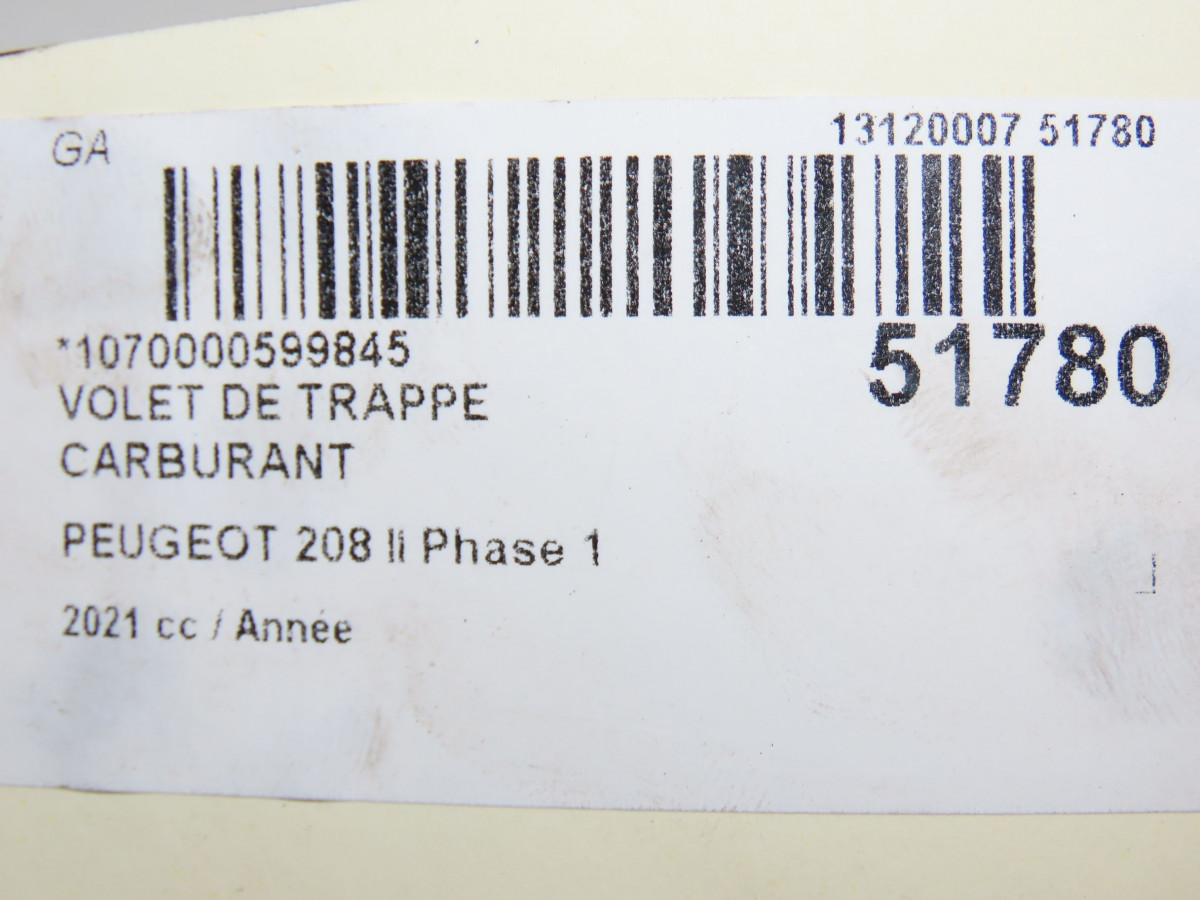 GA
13120007 51780
*1070000599845
51780
VOLET DE TRAPPE
CARBURANT
PEUGEOT 208 Ii Phase 1
2021 cc / Année